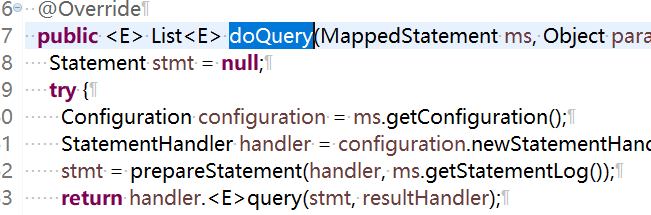 6 @Override
7 public <E> List<E> doQuery(MappedStatement ms, Object para
8 Statement stmt = null;
9 try {
0 Configuration configuration = ms.getConfiguration();
1 StatementHandler handler = configuration.newStatementHand
2 stmt = prepareStatement(handler, ms.getStatementLog());
3 return handler.<E>query(stmt, resultHandler);